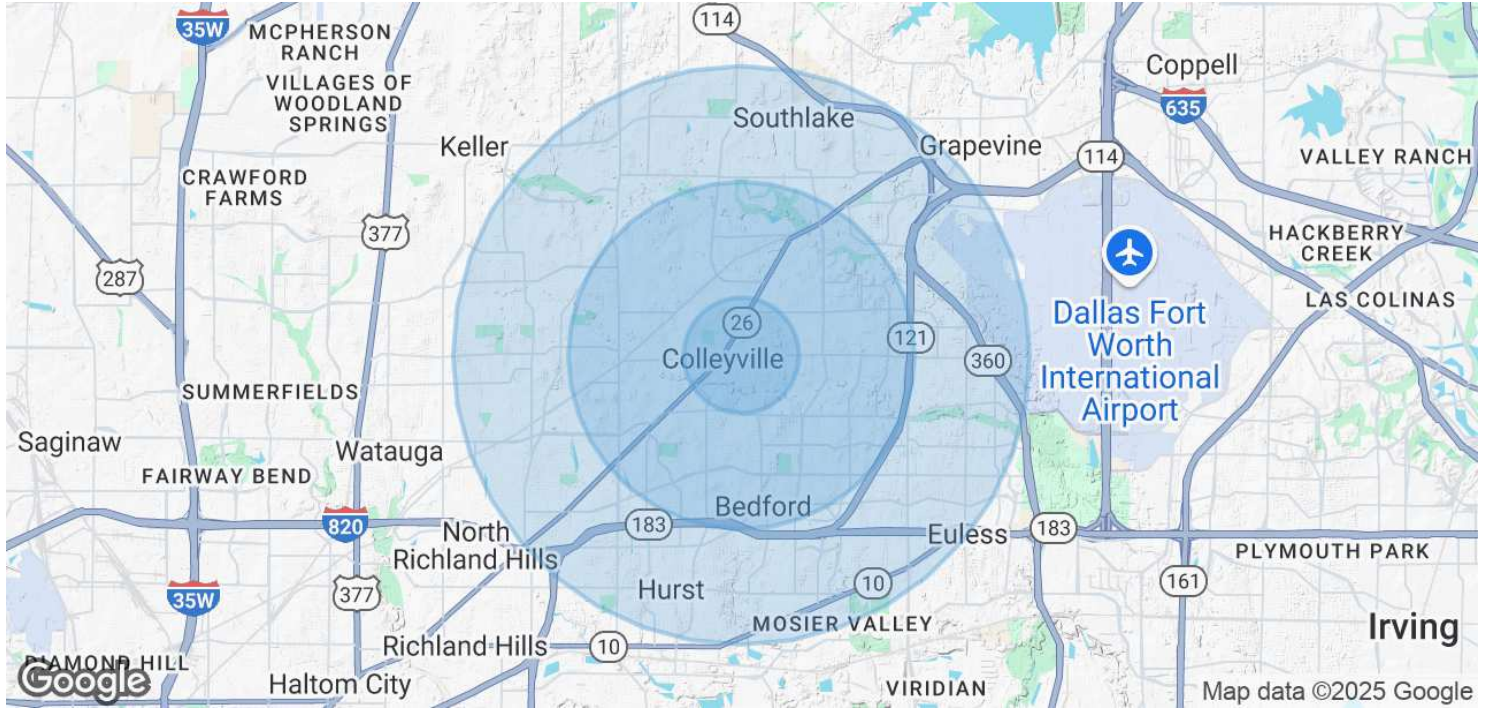 114
35W
MCPHERSON
RANCH
Coppell
VILLAGES OF
WOODLAND
SPRINGS
635
Southlake
Keller
Grapevine
114
VALLEY RANCH
CRAWFORD
FARMS
377
HACKBERRY
CREEK
287
LAS COLINAS
Dallas Fort
Worth
International
Airport
26
121
Colleyville
360
SUMMERFIELDS
Saginaw
Watauga
FAIRWAY BEND
Bedford
820
183
North
Richland Hills
Euless
183
PLYMOUTH PARK
161
35W
377
Hurst
10
MOSIER VALLEY
Irving
Richland Hills
10
DIAMOND HILL
Google
Haltom City
VIRIDIAN
Map data ©2025 Google